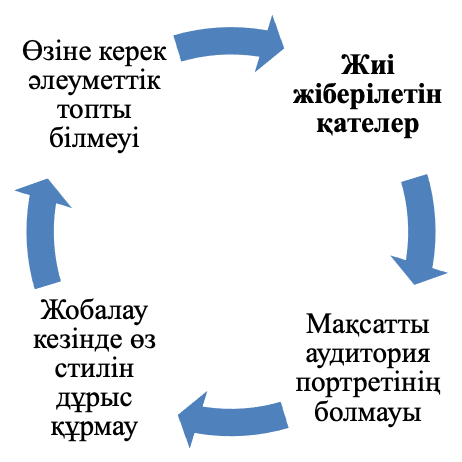 Жиі
жіберілетін
қателер
Мақсатты
аудитория
портретінің
болмауы
Жобалау
кезінде өз
стилін
дұрыс
құрмау
Өзіне керек
әлеуметтік
топты
білмеуі